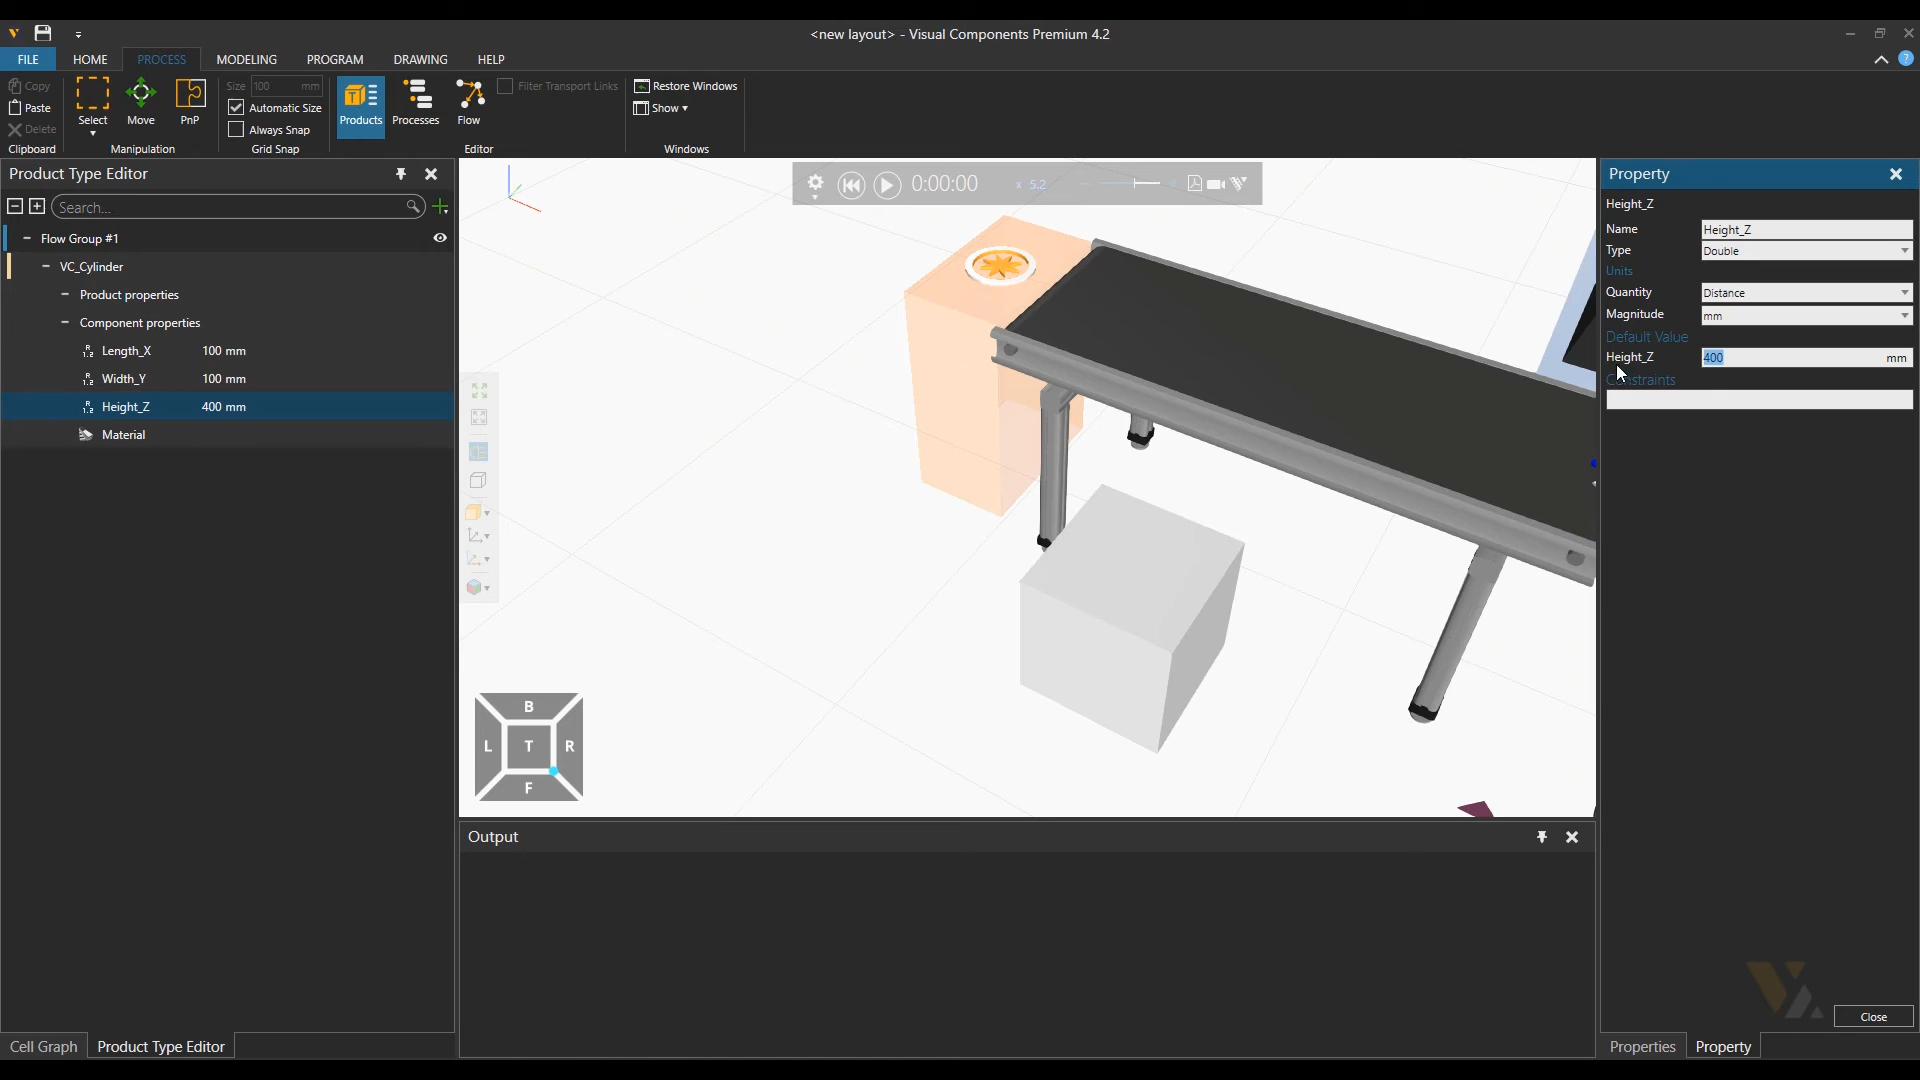 <new layout> - Visual Components Premium 4.2
FILE HOME PROCESS MODELING PROGRAM DRAWING HELP
Copy
Paste
Delete
Clipboard
Select
Move
PnP
Manipulation
Size 100 mm
Automatic Size
Always Snap
Grid Snap
Products
Processes
Flow
Filter Transport Links
Editor
Restore Windows
Show
Windows
Product Type Editor
Search...
Flow Group #1
VC_Cylinder
Product properties
Component properties
Length_X 100 mm
Width_Y 100 mm
Height_Z 400 mm
Material
Cell Graph
Product Type Editor
0:00:00
x 5.2
B
L T R
F
Output
Property
Height_Z
Name Height_Z
Type Double
Units
Quantity Distance
Magnitude mm
Default Value
Height_Z 400 mm
Constraints
Close
Properties
Property